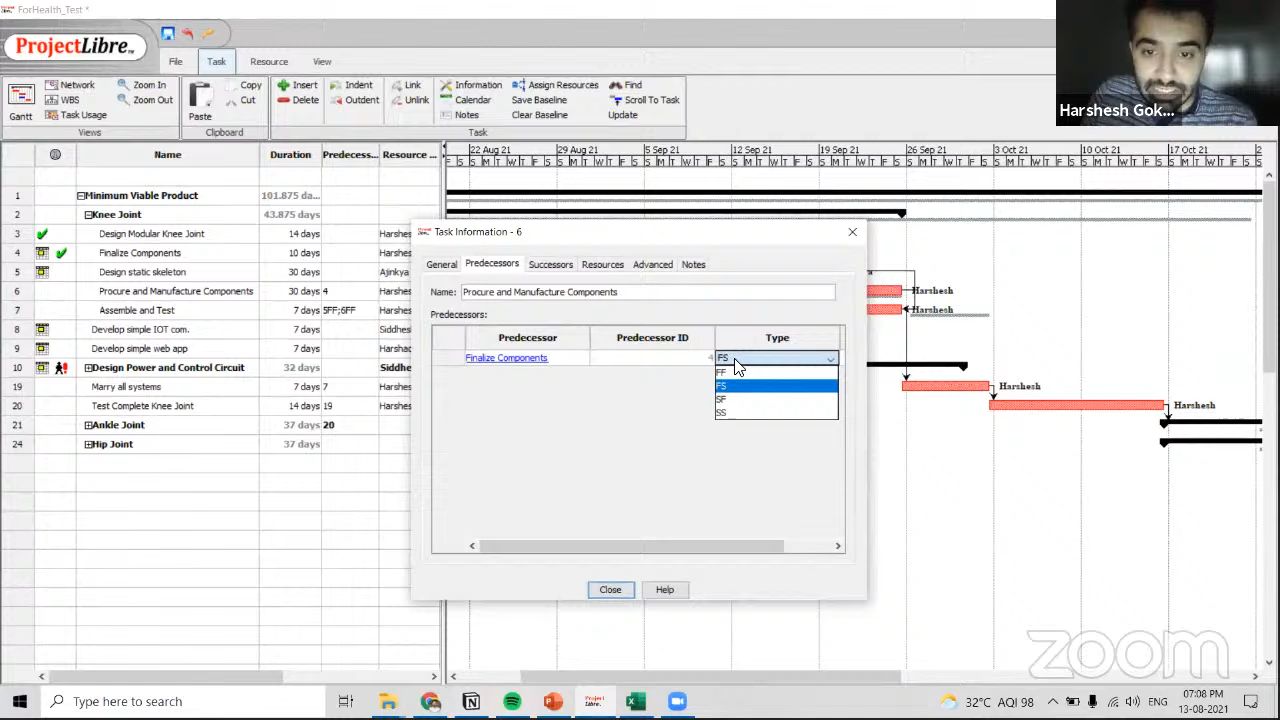 ForHealth_Test *
ProjectLibre™
File Task Resource View
Network
WBS
Task Usage
Gantt
Views
Zoom In
Zoom Out
Paste
Copy
Cut
Clipboard
Insert
Delete
Indent
Outdent
Link
Unlink
Information
Calendar
Notes
Assign Resources
Save Baseline
Clear Baseline
Find
Scroll To Task
Update
Task
Harshesh Gok...
Name Duration Predecess... Resource ...
22 Aug 21 29 Aug 21 5 Sep 21 12 Sep 21 19 Sep 21 26 Sep 21 3 Oct 21 10 Oct 21 17 Oct 21
1 Minimum Viable Product 101.875 da...
2 Knee Joint 43.875 days
3 Design Modular Knee Joint 14 days Harshes
4 Finalize Components 7 days Harshes
5 Design static skeleton 30 days Ajinkya
6 Procure and Manufacture Components 30 days 4 Harshes
7 Assemble and Test 7 days 5FF;6FF Harshes
8 Develop simple IOT com. 7 days Siddhes
9 Develop simple web app 7 days Harshad
10 Design Power and Control Circuit 32 days Siddhes
19 Marry all systems 7 days 7 Harshes
20 Test Complete Knee Joint 14 days 19 Harshes
21 Ankle Joint 37 days 20
24 Hip Joint 37 days
Harshesh
Harshesh
Harshesh
Harshesh
Task Information - 6
General Predecessors Successors Resources Advanced Notes
Name: Procure and Manufacture Components
Predecessors:
Predecessor Predecessor ID Type
Finalize Components 4 FS
FF
FS
SF
SS
Close Help
zoom
Type here to search
32°C AQI 98
ENG
07:08 PM
13-08-2021